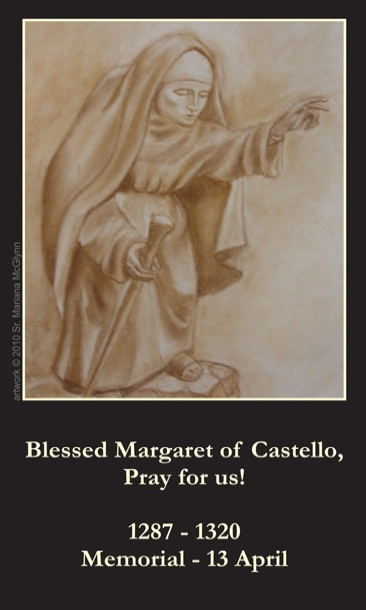 artwork © 2010 Sr. Mariana McGlynn
Blessed Margaret of Castello,
Pray for us!
1287 - 1320
Memorial - 13 April